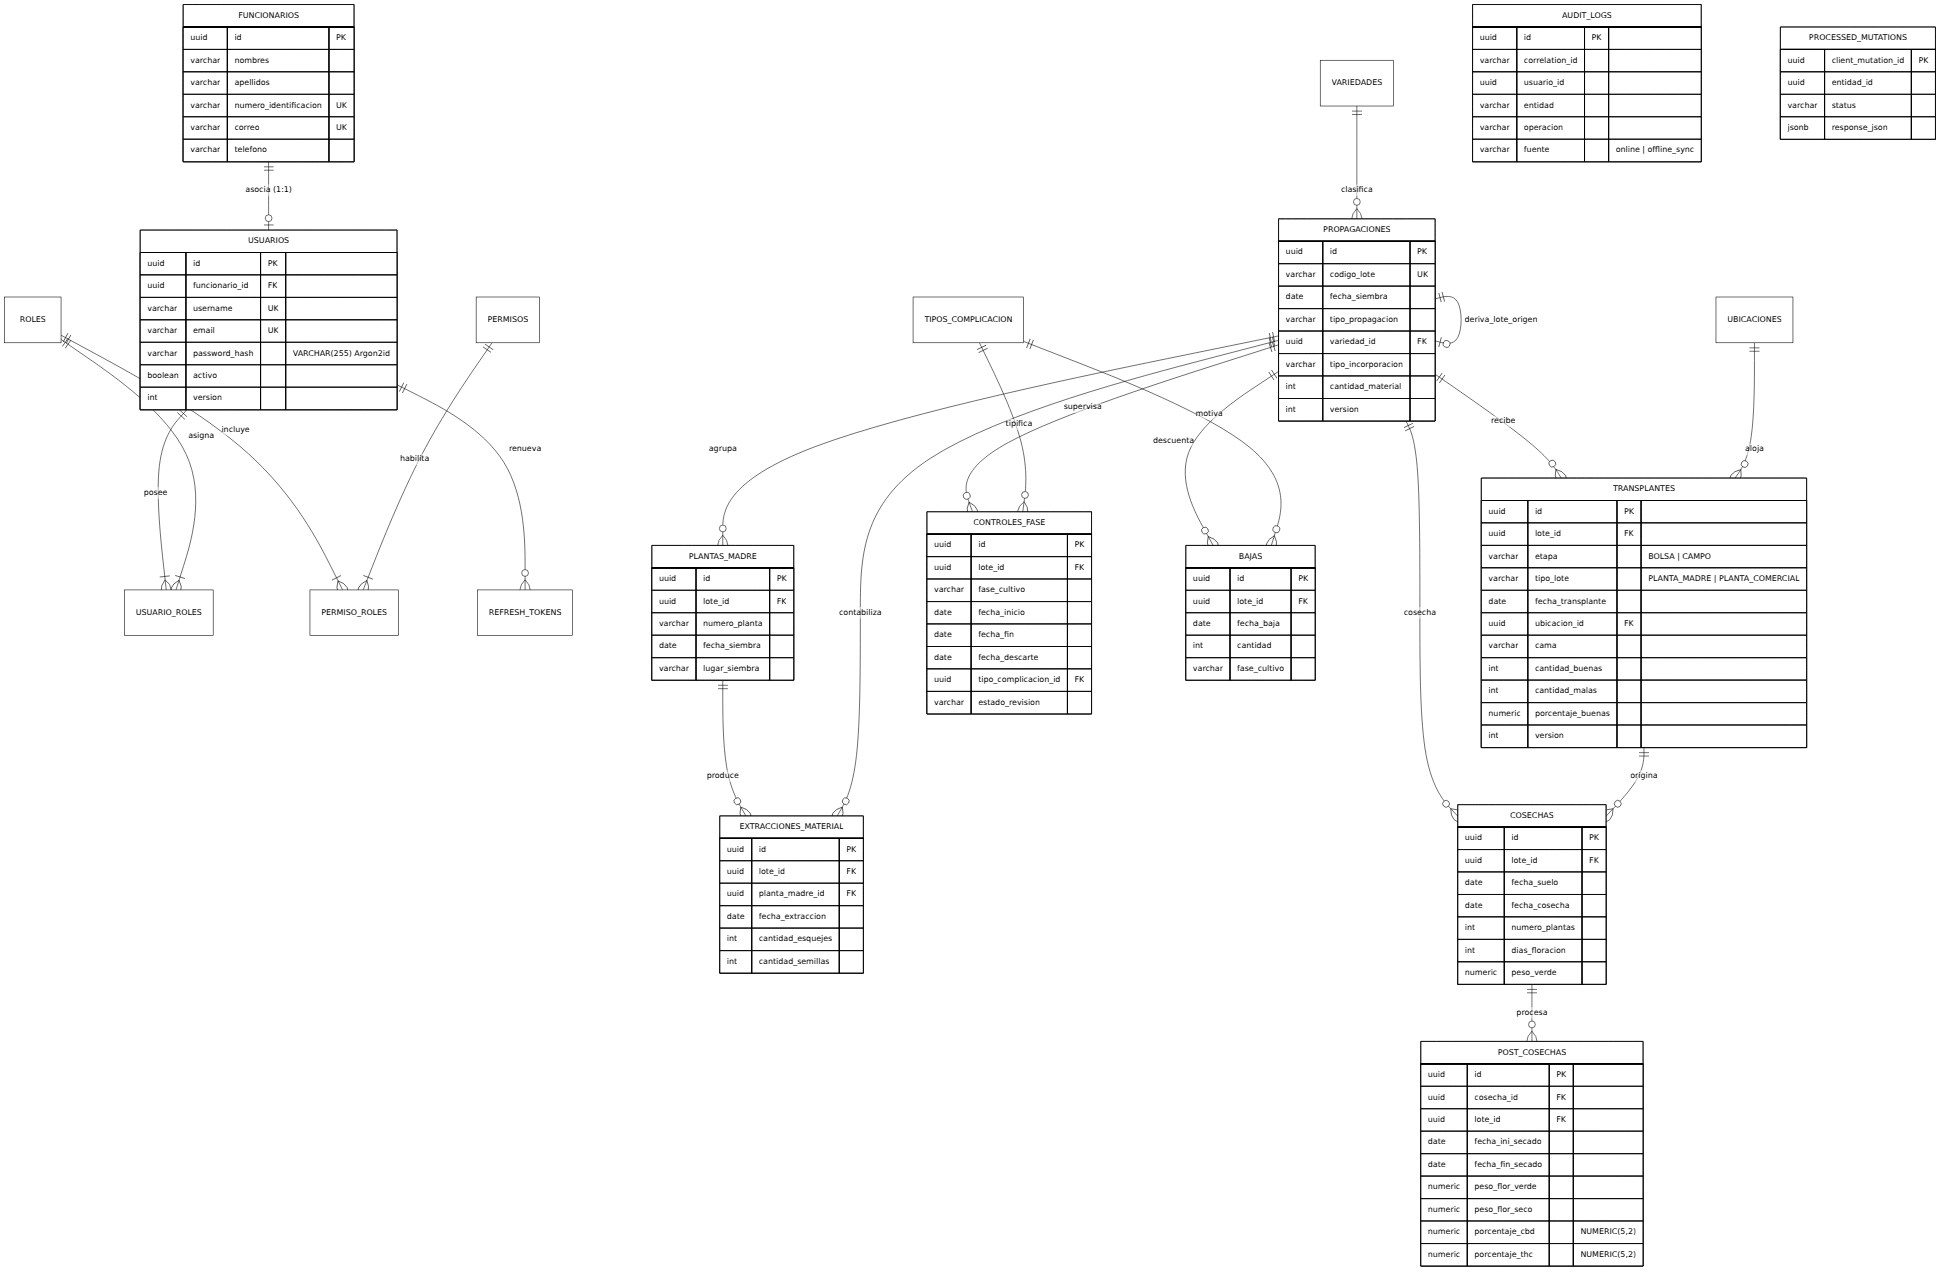 FUNCIONARIOS
uuid id PK
varchar nombres
varchar apellidos
varchar numero_identificacion UK
varchar correo UK
varchar telefono
AUDIT_LOGS
uuid id PK
varchar correlation_id
uuid usuario_id
varchar entidad
varchar operacion
varchar fuente online | offline_sync
PROCESSED_MUTATIONS
uuid client_mutation_id PK
uuid entidad_id
varchar status
jsonb response_json
VARIEDADES
asocia (1:1)
clasifica
USUARIOS
uuid id PK
uuid funcionario_id FK
varchar username UK
varchar email UK
varchar password_hash VARCHAR(255) Argon2id
boolean activo
int version
PROPAGACIONES
uuid id PK
varchar codigo_lote UK
date fecha_siembra
varchar tipo_propagacion
uuid variedad_id FK
varchar tipo_incorporacion
int cantidad_material
int version
ROLES
PERMISOS
TIPOS_COMPLICACION
deriva_lote_origen
UBICACIONES
supervisa
motiva
recibe
tipifica
incluye
asigna
descuenta
renueva
agrupa
aloja
habilita
posee
TRANSPLANTES
uuid id PK
uuid lote_id FK
varchar etapa BOLSA | CAMPO
varchar tipo_lote PLANTA_MADRE | PLANTA_COMERCIAL
date fecha_transplante
uuid ubicacion_id FK
varchar cama
int cantidad_buenas
int cantidad_malas
numeric porcentaje_buenas
int version
CONTROLES_FASE
uuid id PK
uuid lote_id FK
varchar fase_cultivo
date fecha_inicio
date fecha_fin
date fecha_descarte
uuid tipo_complicacion_id FK
varchar estado_revision
PLANTAS_MADRE
uuid id PK
uuid lote_id FK
varchar numero_planta
date fecha_siembra
varchar lugar_siembra
BAJAS
uuid id PK
uuid lote_id FK
date fecha_baja
int cantidad
varchar fase_cultivo
USUARIO_ROLES
PERMISO_ROLES
REFRESH_TOKENS
contabiliza
cosecha
produce
origina
EXTRACCIONES_MATERIAL
uuid id PK
uuid lote_id FK
uuid planta_madre_id FK
date fecha_extraccion
int cantidad_esquejes
int cantidad_semillas
COSECHAS
uuid id PK
uuid lote_id FK
date fecha_suelo
date fecha_cosecha
int numero_plantas
int dias_floracion
numeric peso_verde
procesa
POST_COSECHAS
uuid id PK
uuid cosecha_id FK
uuid lote_id FK
date fecha_ini_secado
date fecha_fin_secado
numeric peso_flor_verde
numeric peso_flor_seco
numeric porcentaje_cbd NUMERIC(5,2)
numeric porcentaje_thc NUMERIC(5,2)